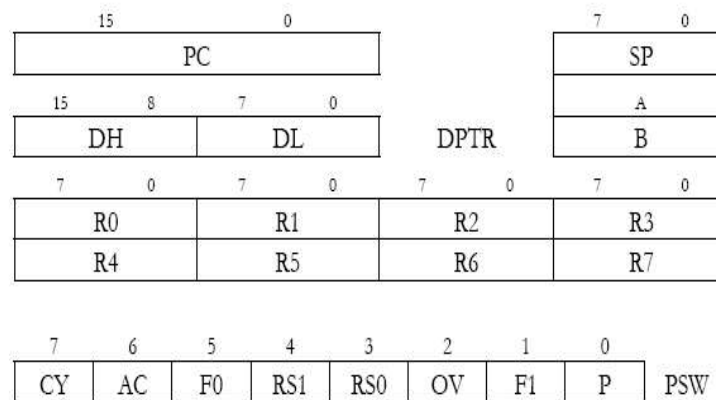 15 0 7 0
PC SP
15 8 7 0 A
DH DL DPTR B
7 0 7 0 7 0 7 0
R0 R1 R2 R3
R4 R5 R6 R7
7 6 5 4 3 2 1 0
CY AC F0 RS1 RS0 OV F1 P PSW